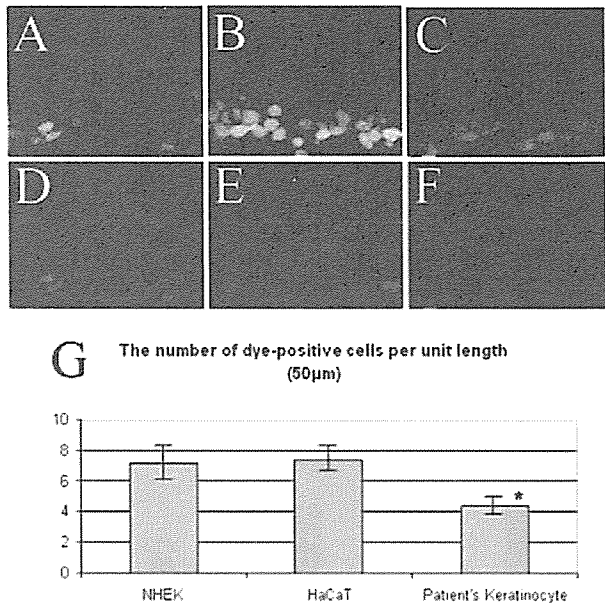 A B C
D E F
G The number of dye-positive cells per unit length
(50µm)
10
8
6
4
2
0
*
NHEK HaCaT Patient's Keratinocyte